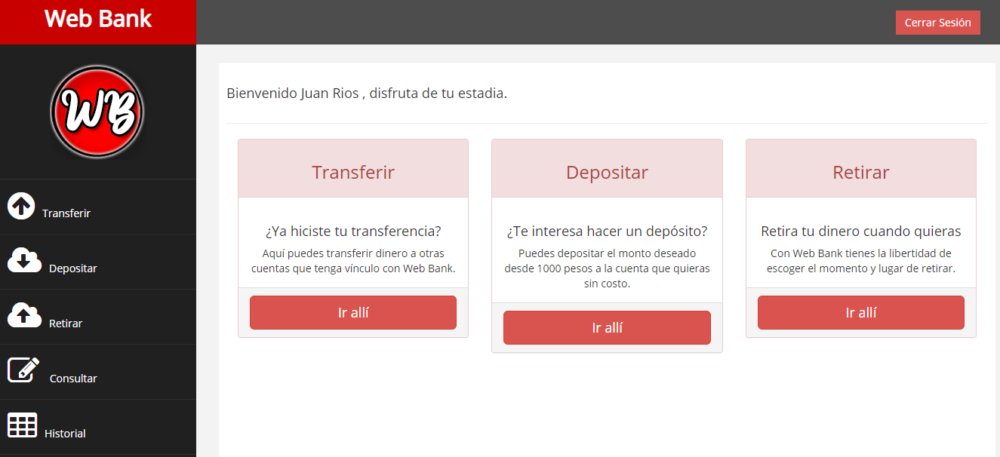 Web Bank
Cerrar Sesión
WB
Transferir
Depositar
Retirar
Consultar
Historial
Bienvenido Juan Rios , disfruta de tu estadia.
Transferir
¿Ya hiciste tu transferencia?
Aquí puedes transferir dinero a otras
cuentas que tenga vínculo con Web Bank.
Ir allí
Depositar
¿Te interesa hacer un depósito?
Puedes depositar el monto deseado
desde 1000 pesos a la cuenta que quieras
sin costo.
Ir allí
Retirar
Retira tu dinero cuando quieras
Con Web Bank tienes la libertad de
escoger el momento y lugar de retirar.
Ir allí